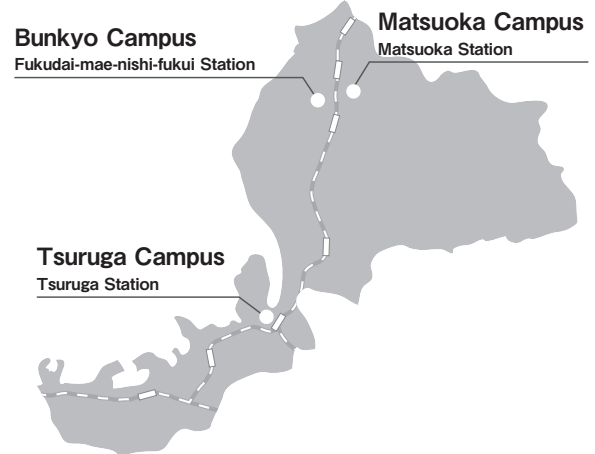 Bunkyo Campus
Fukudai-mae-nishi-fukui Station
Matsuoka Campus
Matsuoka Station
Tsuruga Campus
Tsuruga Station